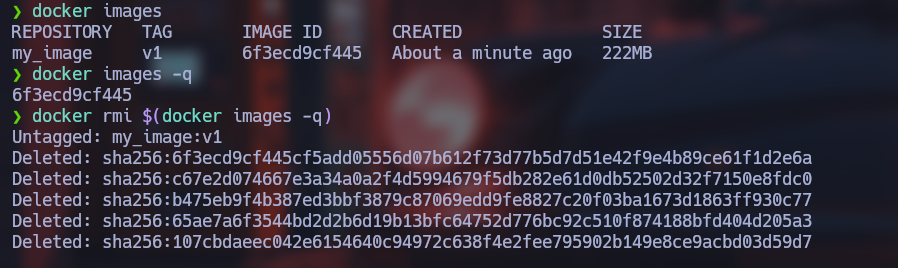 ❯ docker images
REPOSITORY   TAG       IMAGE ID       CREATED              SIZE
my_image     v1        6f3ecd9cf445   About a minute ago   222MB
❯ docker images -q
6f3ecd9cf445
❯ docker rmi $(docker images -q)
Untagged: my_image:v1
Deleted: sha256:6f3ecd9cf445cf5add05556d07b612f73d77b5d7d51e42f9e4b89ce61f1d2e6a
Deleted: sha256:c67e2d074667e3a34a0a2f4d5994679f5db282e61d0db52502d32f7150e8fdc0
Deleted: sha256:b475eb9f4b387ed3bbf3879c87069edd9fe8827c20f03ba1673d1863ff930c77
Deleted: sha256:65ae7a6f3544bd2d2b6d19b13bfc64752d776bc92c510f874188bfd404d205a3
Deleted: sha256:107cbdaeec042e6154640c94972c638f4e2fee795902b149e8ce9acbd03d59d7